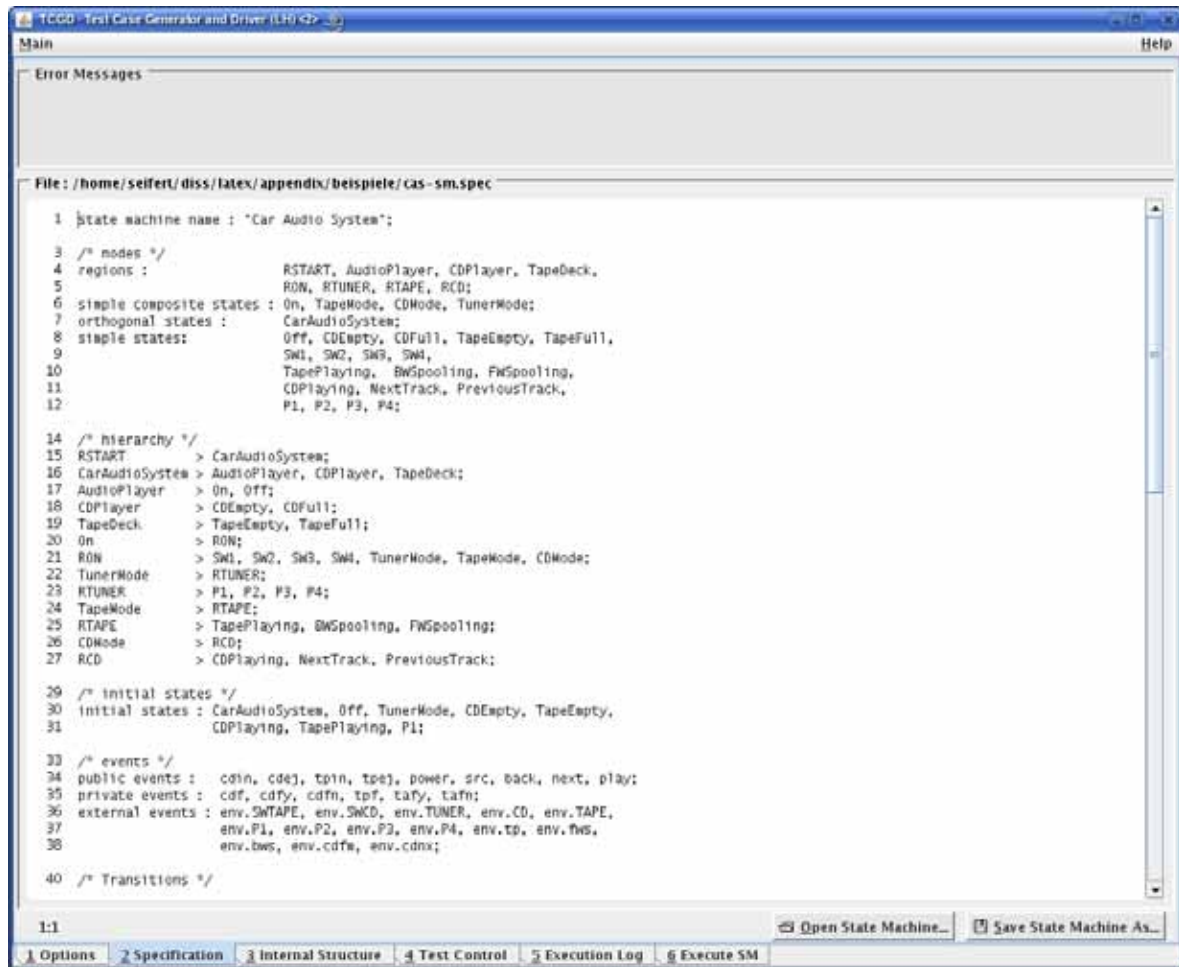 TCGD - Test Case Generator and Driver (LH) <2>
Main Help
Error Messages
File : /home/seifert/diss/latex/appendix/beispiele/cas-sm.spec
1 state machine name : "Car Audio System";
3 /* nodes */
4 regions : RSTART, AudioPlayer, CDPlayer, TapeDeck,
5 RON, RTUNER, RTAPE, RCD;
6 simple composite states : On, TapeMode, CDMode, TunerMode;
7 orthogonal states : CarAudioSystem;
8 simple states: Off, CDEmpty, CDFull, TapeEmpty, TapeFull,
9 SW1, SW2, SW3, SW4,
10 TapePlaying, BWSpooling, FWSpooling,
11 CDPlaying, NextTrack, PreviousTrack,
12 P1, P2, P3, P4;
14 /* hierarchy */
15 RSTART > CarAudioSystem;
16 CarAudioSystem > AudioPlayer, CDPlayer, TapeDeck;
17 AudioPlayer > On, Off;
18 CDPlayer > CDEmpty, CDFull;
19 TapeDeck > TapeEmpty, TapeFull;
20 On > RON;
21 RON > SW1, SW2, SW3, SW4, TunerMode, TapeMode, CDMode;
22 TunerMode > RTUNER;
23 RTUNER > P1, P2, P3, P4;
24 TapeMode > RTAPE;
25 RTAPE > TapePlaying, BWSpooling, FWSpooling;
26 CDMode > RCD;
27 RCD > CDPlaying, NextTrack, PreviousTrack;
29 /* initial states */
30 initial states : CarAudioSystem, Off, TunerMode, CDEmpty, TapeEmpty,
31 CDPlaying, TapePlaying, P1;
33 /* events */
34 public events : cdin, cdej, tpin, tpej, power, src, back, next, play;
35 private events : cdf, cdfy, cdfn, tpf, tafy, tafn;
36 external events : env.SWTAPE, env.SWCD, env.TUNER, env.CD, env.TAPE,
37 env.P1, env.P2, env.P3, env.P4, env.tp, env.fws,
38 env.bws, env.cdfm, env.cdnx;
40 /* Transitions */
1:1 Open State Machine... Save State Machine As...
1 Options 2 Specification 3 Internal Structure 4 Test Control 5 Execution Log 6 Execute SM